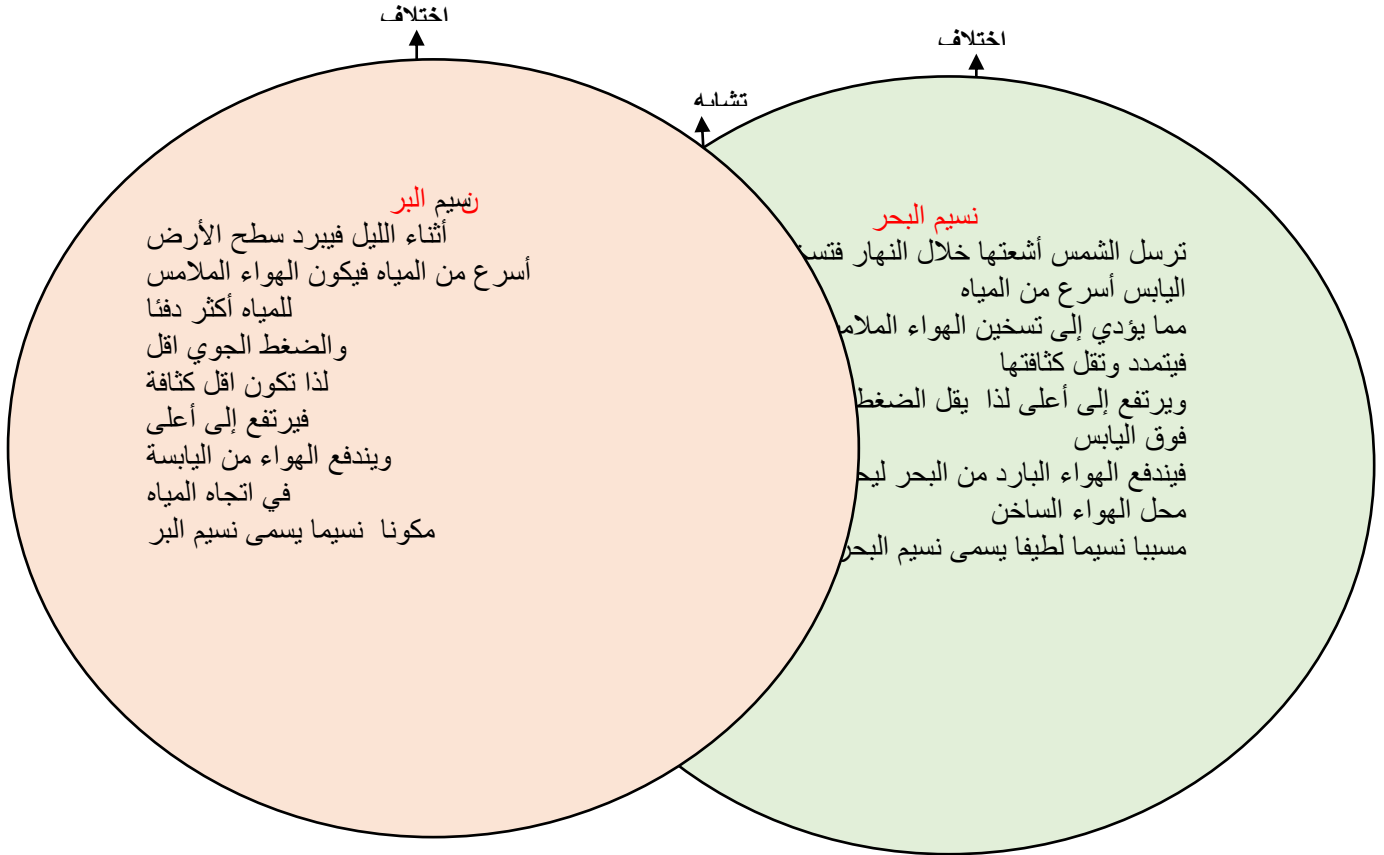 اختلاف
اختلاف
تشابه
نسيم البحر
ترسل الشمس أشعتها خلال النهار
اليابس أسرع من المياه
مما يؤدي إلى تسخين الهواء
فيتمدد وتقل كثافتها
ويرتفع إلى أعلى لذا يقل الضغط
فوق اليابس
فيندفع الهواء البارد من البحر
محل الهواء الساخن
مسببا نسيما لطيفا يسمى نسيم البحر
نسيم البر
أثناء الليل فيبرد سطح الأرض
أسرع من المياه فيكون الهواء الملامس
للمياه أكثر دفئا
والضغط الجوي اقل
لذا تكون اقل كثافة
فيرتفع إلى أعلى
ويندفع الهواء من اليابسة
في اتجاه المياه
مكونا نسيما يسمى نسيم البر